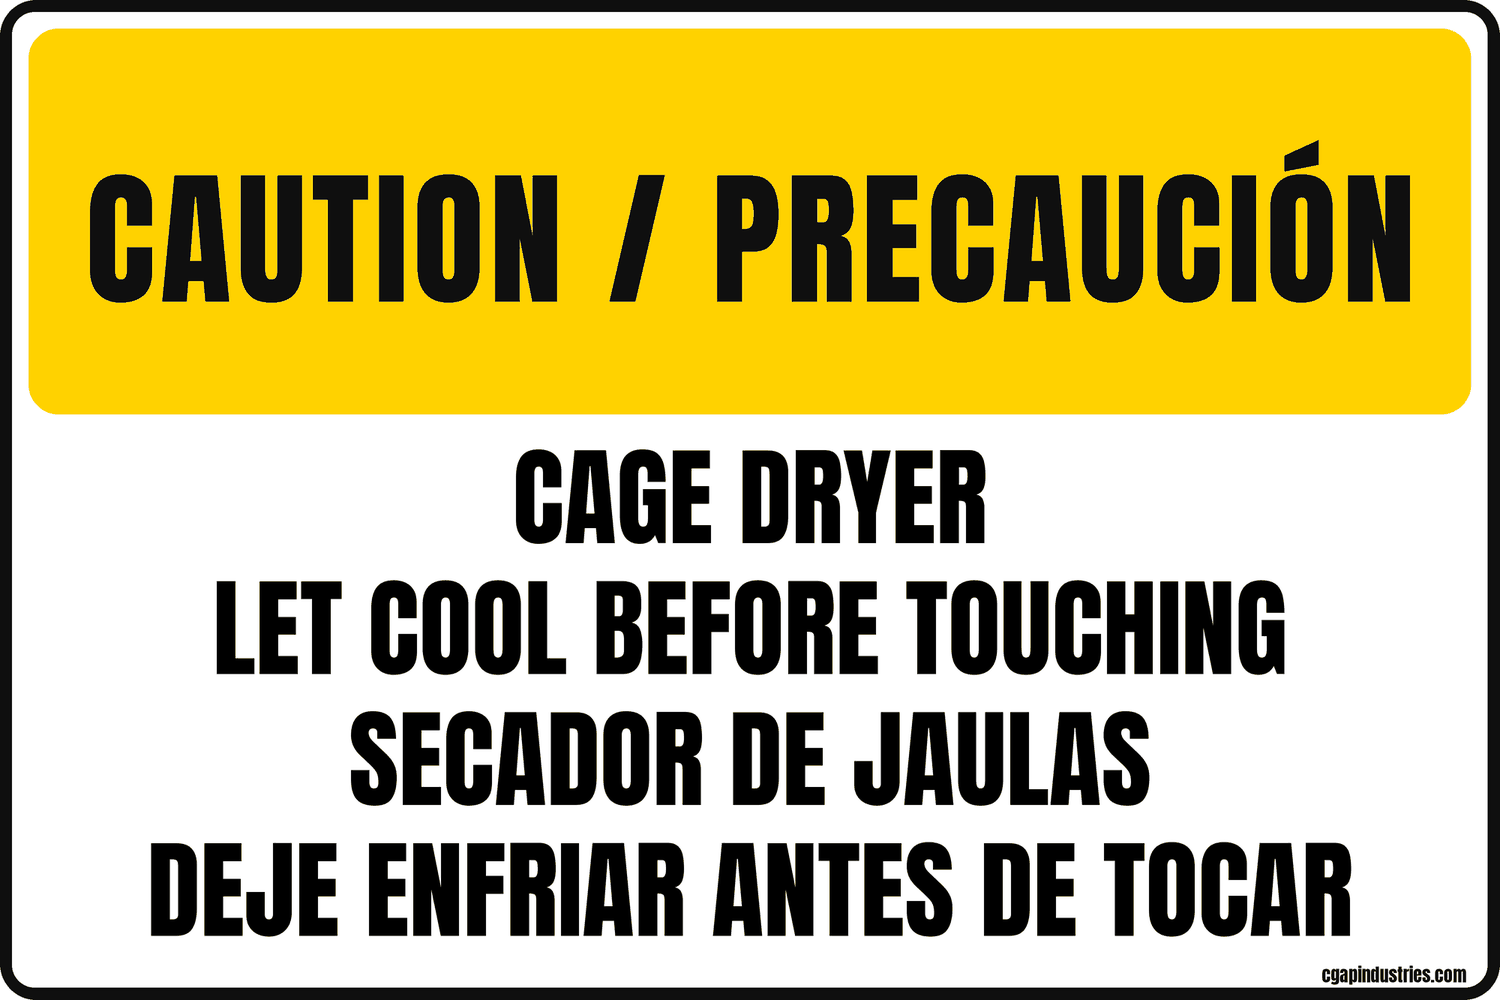 CAUTION / PRECAUCIÓN
CAGE DRYER
LET COOL BEFORE TOUCHING
SECADOR DE JAULAS
DEJE ENFRIAR ANTES DE TOCAR
cgapindustries.com